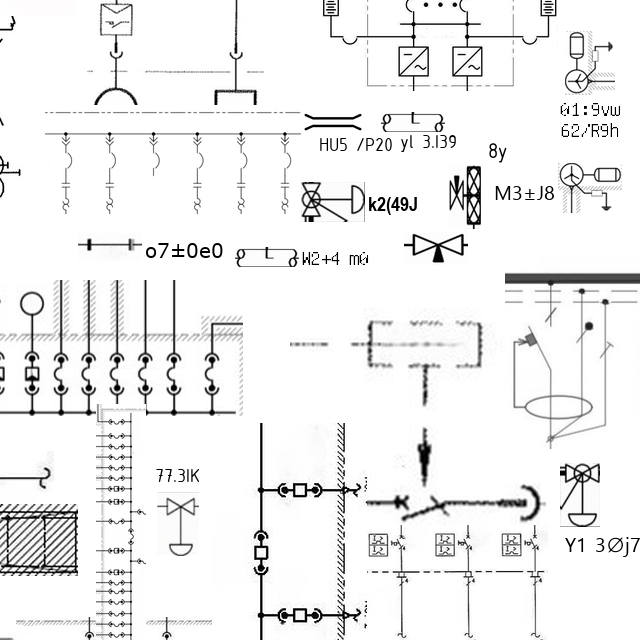 01:9vw
62/R9h
HU5 /P20
yl 3.I39
8y
M3±J8
k2(49J
o7±0e0
W2+4 m0
77.3IK
Y1 3Øj7